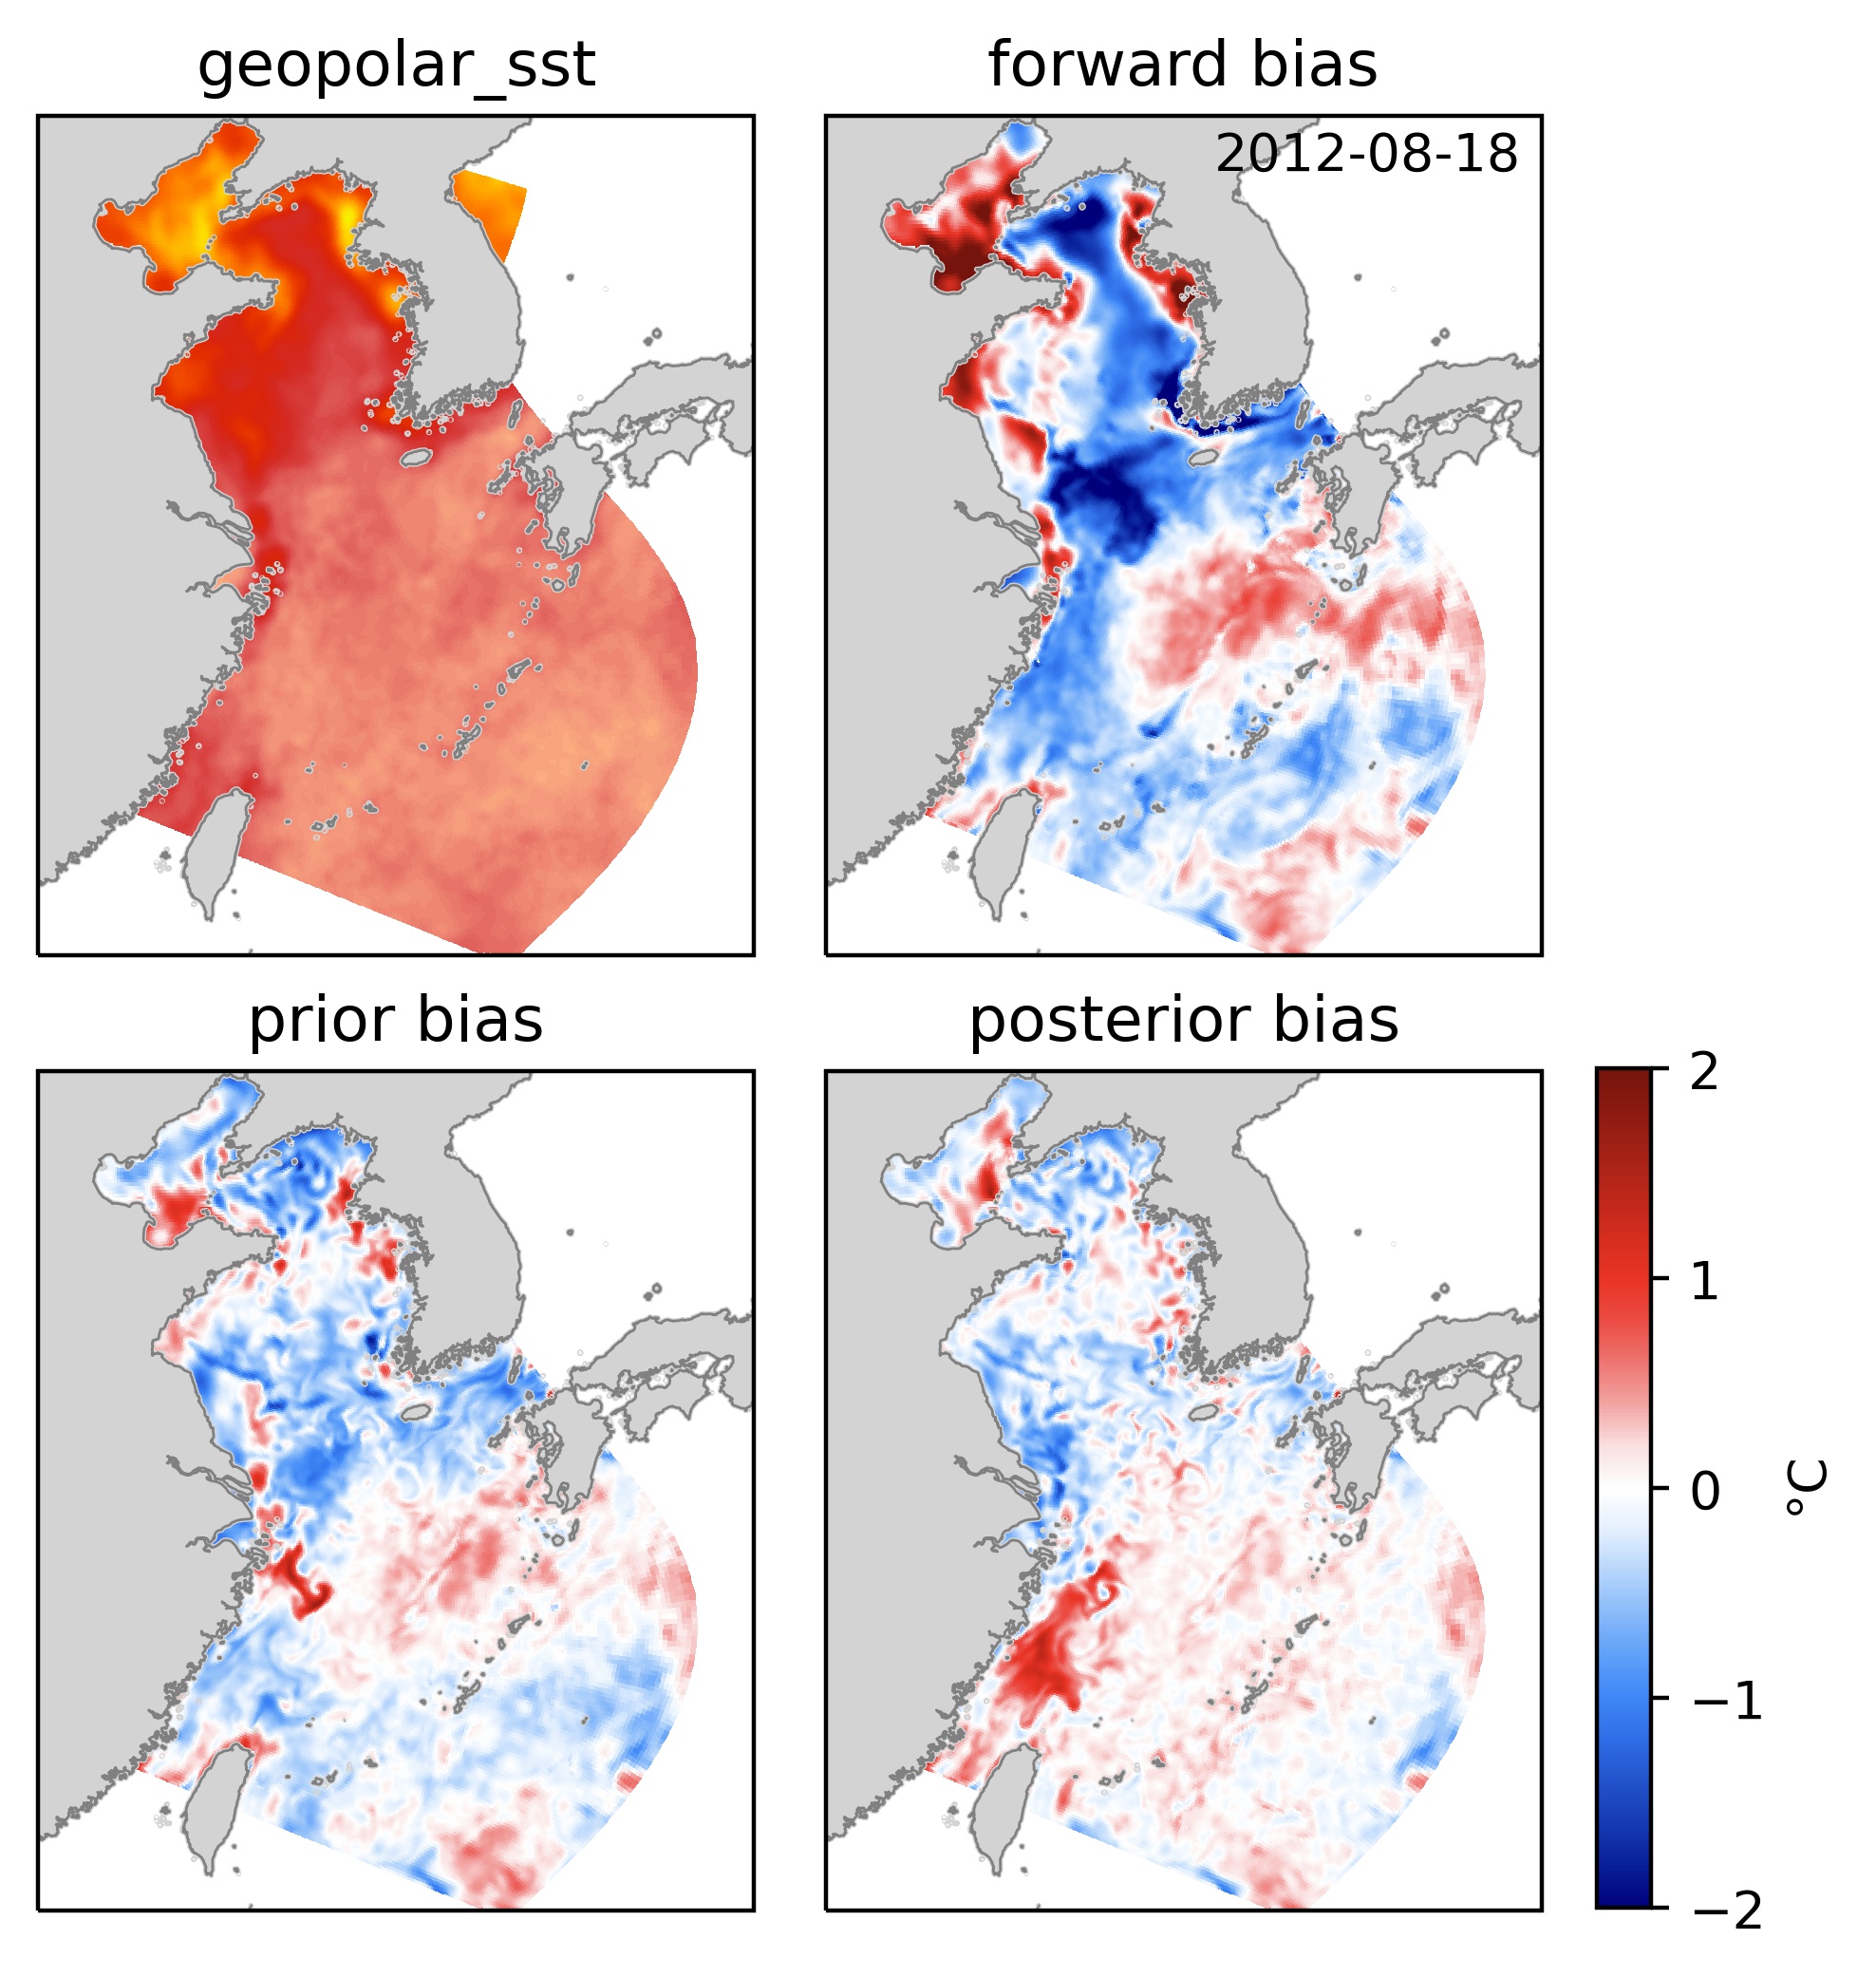 geopolar_sst
forward bias
2012-08-18
prior bias
posterior bias
2
1
0
−1
−2
°C